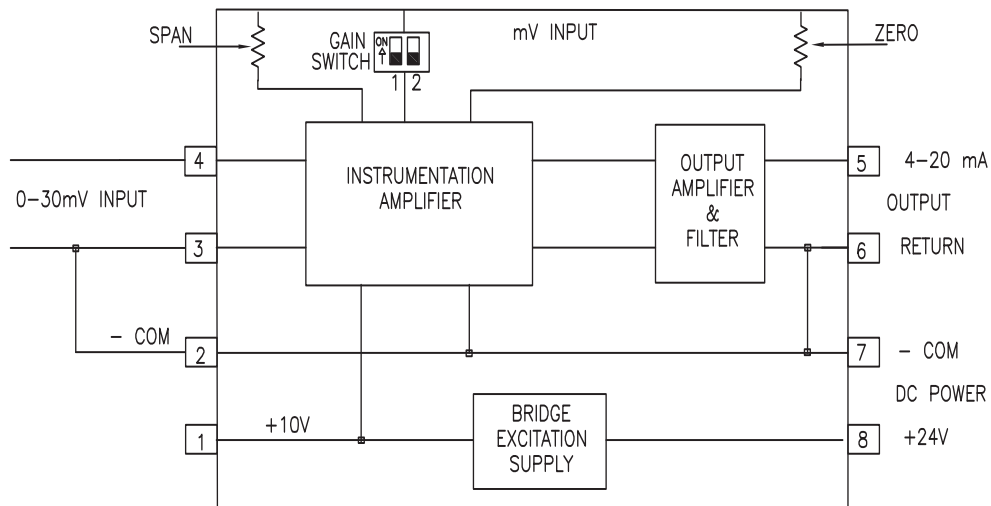 SPAN
GAIN
SWITCH
ON
1 2
mV INPUT
ZERO
4
INSTRUMENTATION
AMPLIFIER
OUTPUT
AMPLIFIER
&
FILTER
5
4-20 mA
0-30mV INPUT
OUTPUT
3
6
RETURN
- COM
2
7
- COM
DC POWER
1
+10V
BRIDGE
EXCITATION
SUPPLY
8
+24V